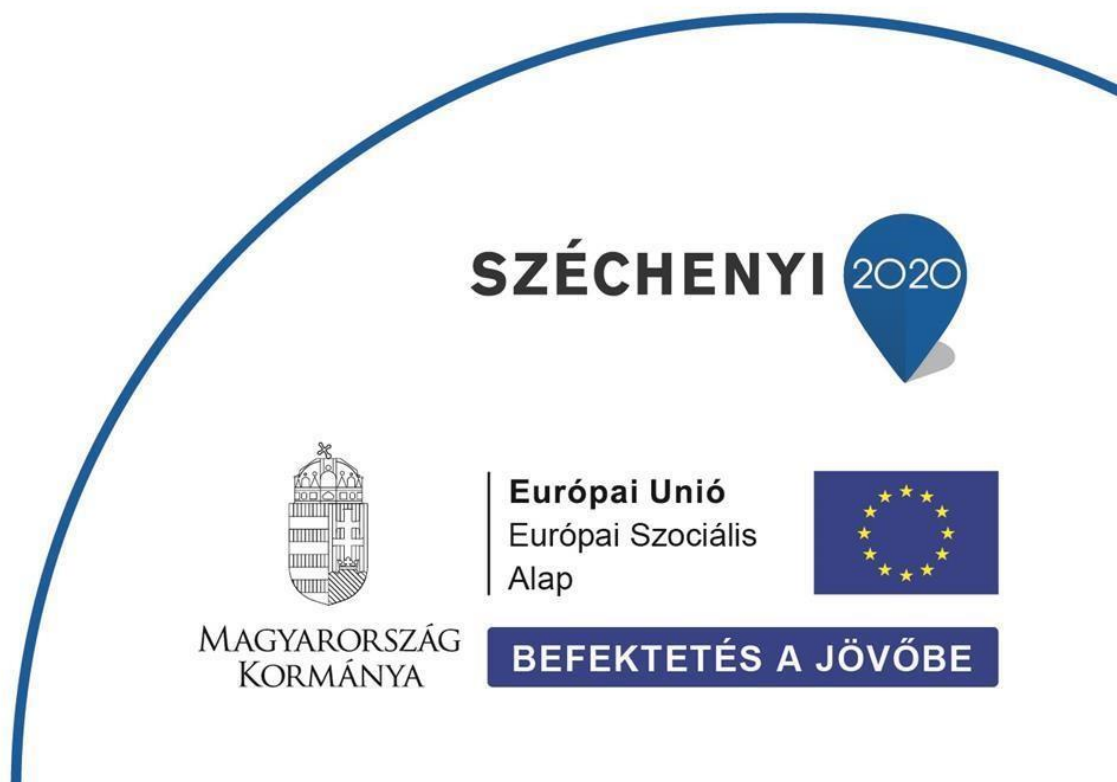 SZÉCHENYI 2020
Európai Unió
Európai Szociális
Alap
MAGYARORSZÁG
KORMÁNYA
BEFEKTETÉS A JÖVŐBE